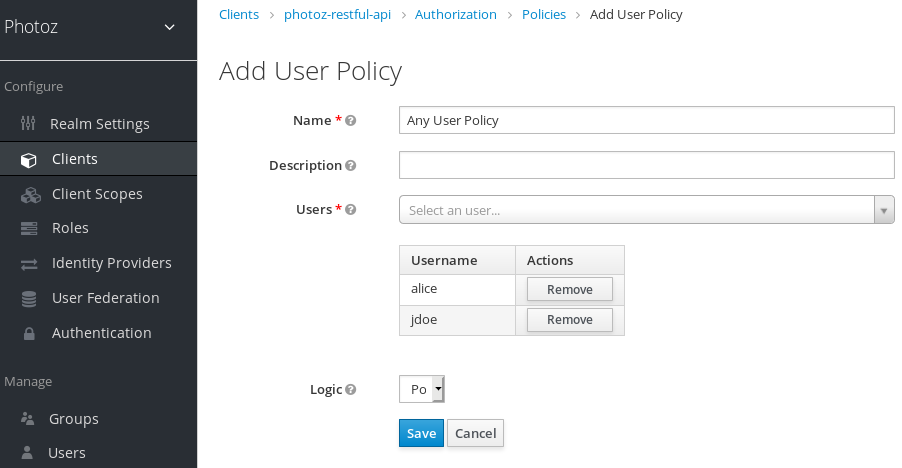 Photoz
Configure
Realm Settings
Clients
Client Scopes
Roles
Identity Providers
User Federation
Authentication
Manage
Groups
Users
Clients > photoz-restful-api > Authorization > Policies > Add User Policy
Add User Policy
Name *
Any User Policy
Description
Users *
Select an user...
Username Actions
alice Remove
jdoe Remove
Logic
Po
Save Cancel